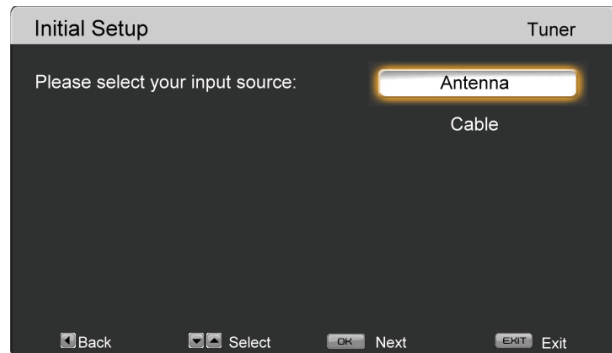 Initial Setup Tuner
Please select your input source: Antenna
Cable
Back Select OK Next EXIT Exit